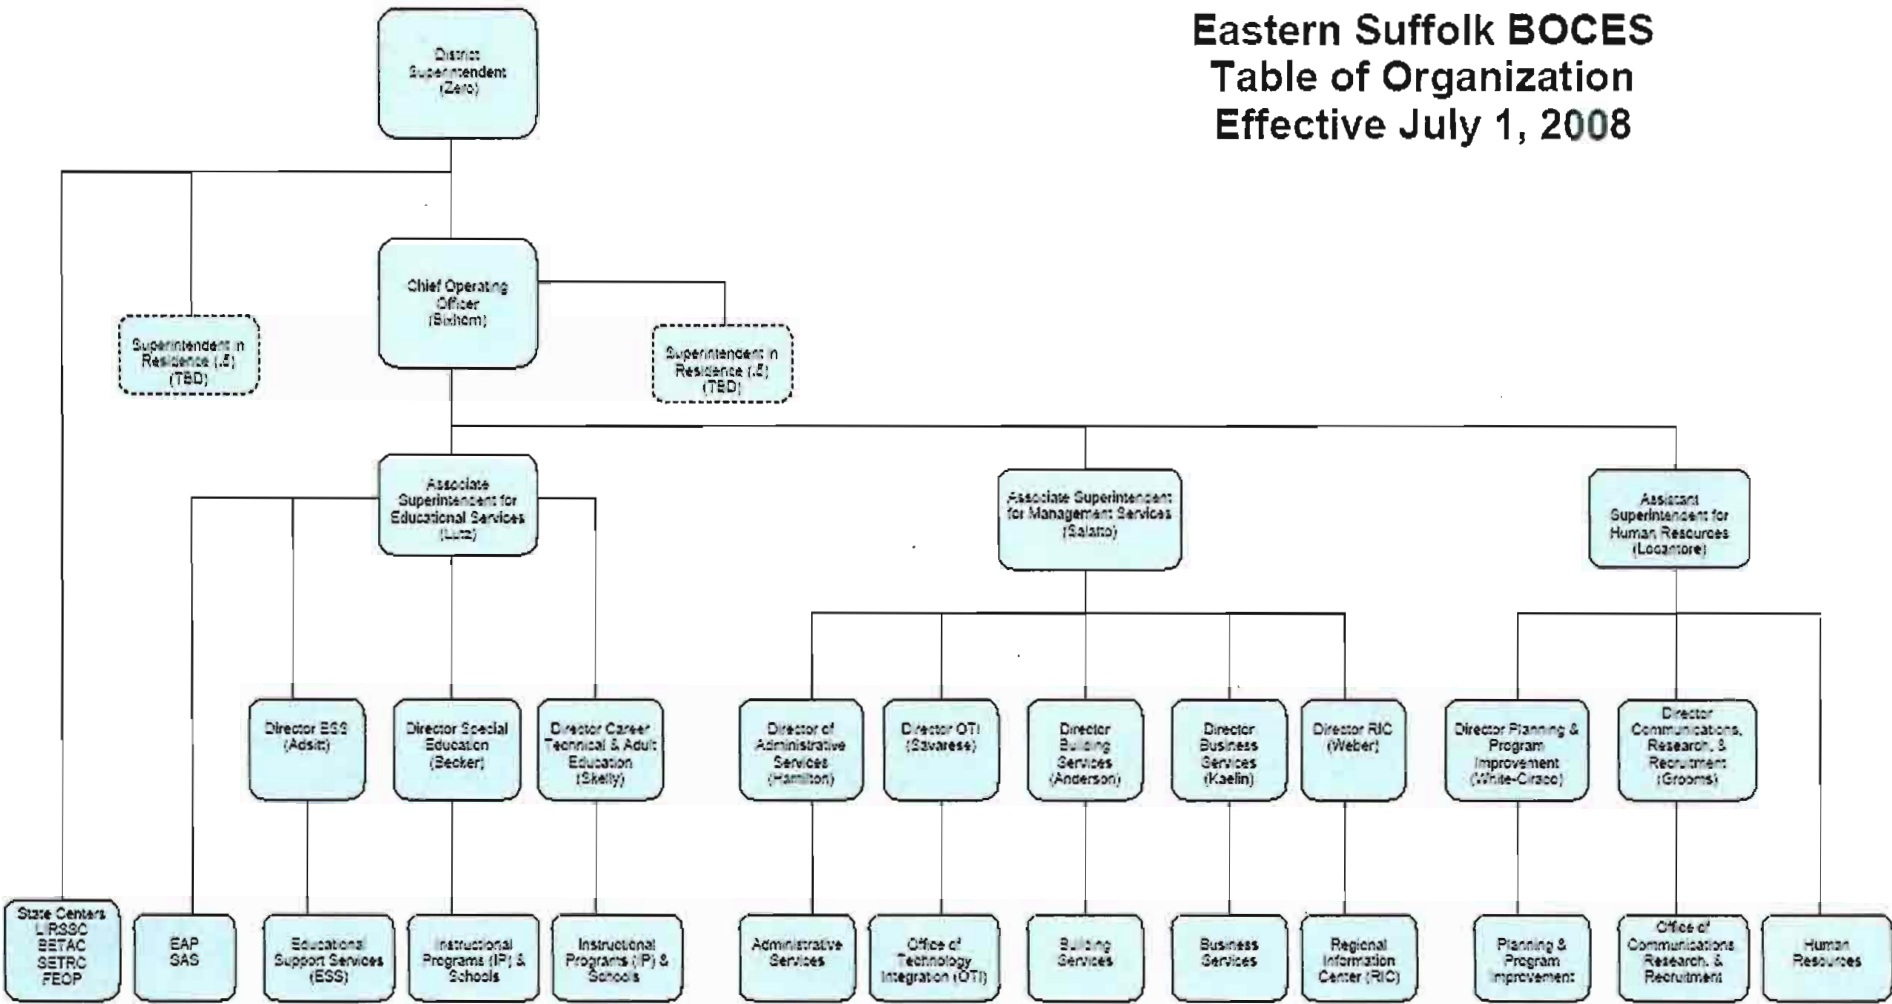 Eastern Suffolk BOCES
Table of Organization
Effective July 1, 2008
District
Superintendent
(Zero)
Chief Operating
Officer
(Bixhorn)
Superintendent in
Residence (.5)
(TBD)
Superintendent in
Residence (.5)
(TBD)
Associate
Superintendent for
Educational Services
(Lutz)
Associate Superintendent
for Management Services
(Salatto)
Assistant
Superintendent for
Human Resources
(Locantore)
Director ESS
(Adsitt)
Director Special
Education
(Becker)
Director Career
Technical & Adult
Education
(Skelly)
Director of
Administrative
Services
(Hamilton)
Director OTI
(Savarese)
Director
Building
Services
(Anderson)
Director
Business
Services
(Kaelin)
Director RIC
(Weber)
Director Planning &
Program
Improvement
(White-Ciraco)
Director
Communications,
Research, &
Recruitment
(Grooms)
State Centers
LIRSSC
BETAC
SETRC
FEOP
EAP
SAS
Educational
Support Services
(ESS)
Instructional
Programs (IP) &
Schools
Instructional
Programs (IP) &
Schools
Administrative
Services
Office of
Technology
Integration (OTI)
Building
Services
Business
Services
Regional
Information
Center (RIC)
Planning &
Program
Improvement
Office of
Communications
Research, &
Recruitment
Human
Resources